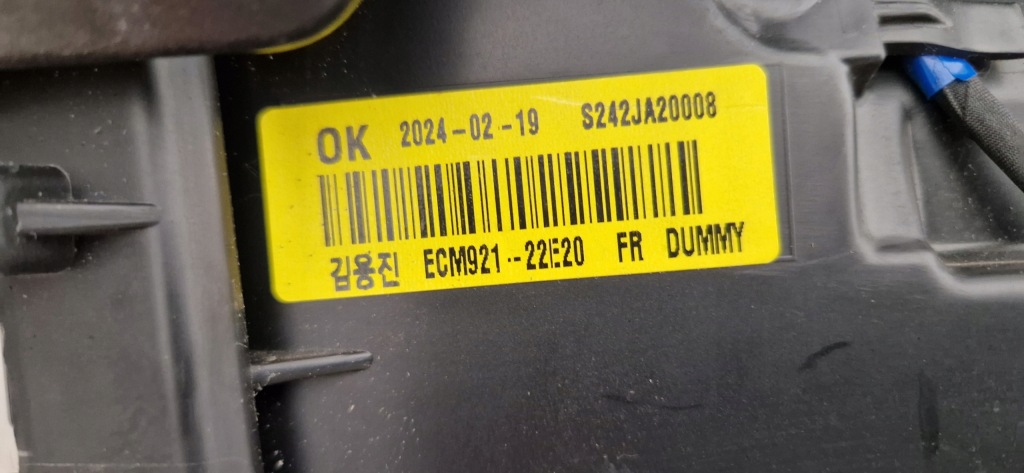 OK 2024-02-19 S242JA20008
김용진 ECM921--22E20 FR DUMMY